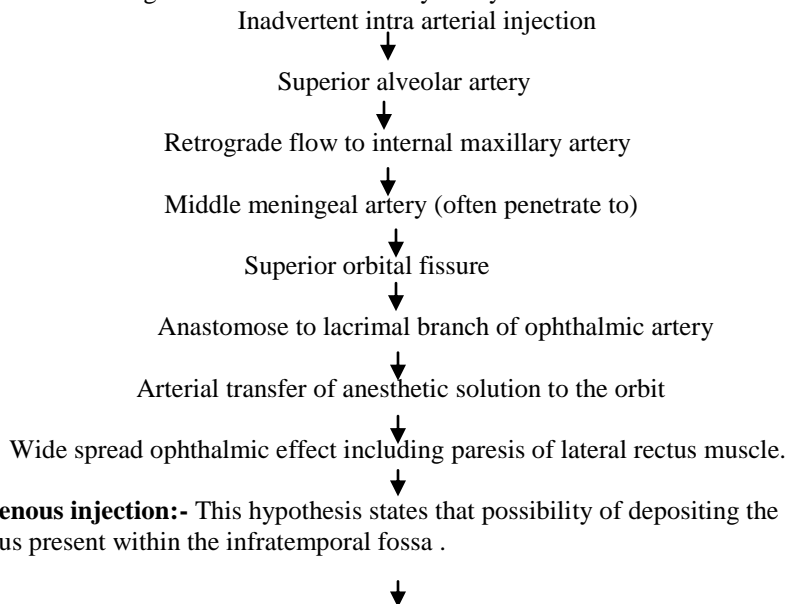 Inadvertent intra arterial injection
Superior alveolar artery
Retrograde flow to internal maxillary artery
Middle meningeal artery (often penetrate to)
Superior orbital fissure
Anastomose to lacrimal branch of ophthalmic artery
Arterial transfer of anesthetic solution to the orbit
Wide spread ophthalmic effect including paresis of lateral rectus muscle.
enous injection:- This hypothesis states that possibility of depositing the
us present within the infratemporal fossa .